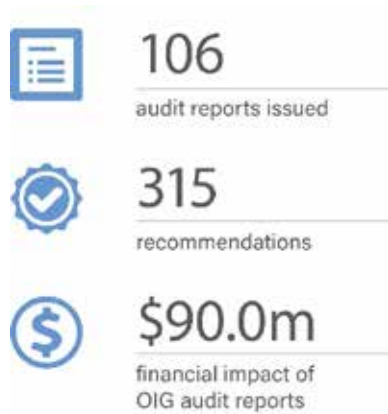 106
audit reports issued
315
recommendations
$90.0m
financial impact of
OIG audit reports